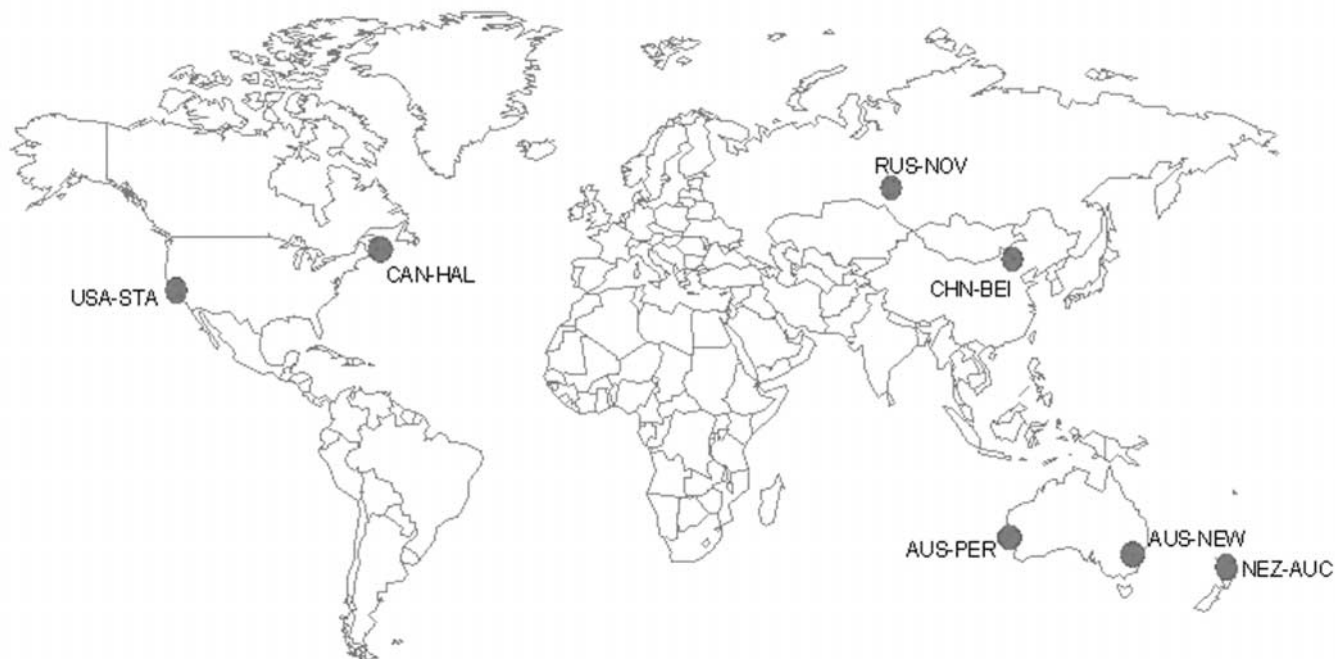 RUS-NOV
CAN-HAL
USA-STA
CHN-BEI
AUS-PER
AUS-NEW
NEZ-AUC